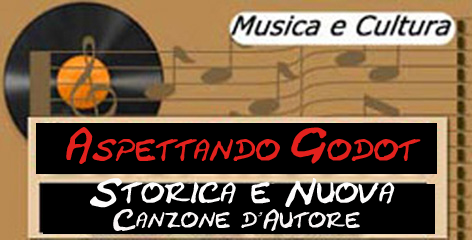 Musica e Cultura
Aspettando Godot
Storica e Nuova
Canzone d'Autore